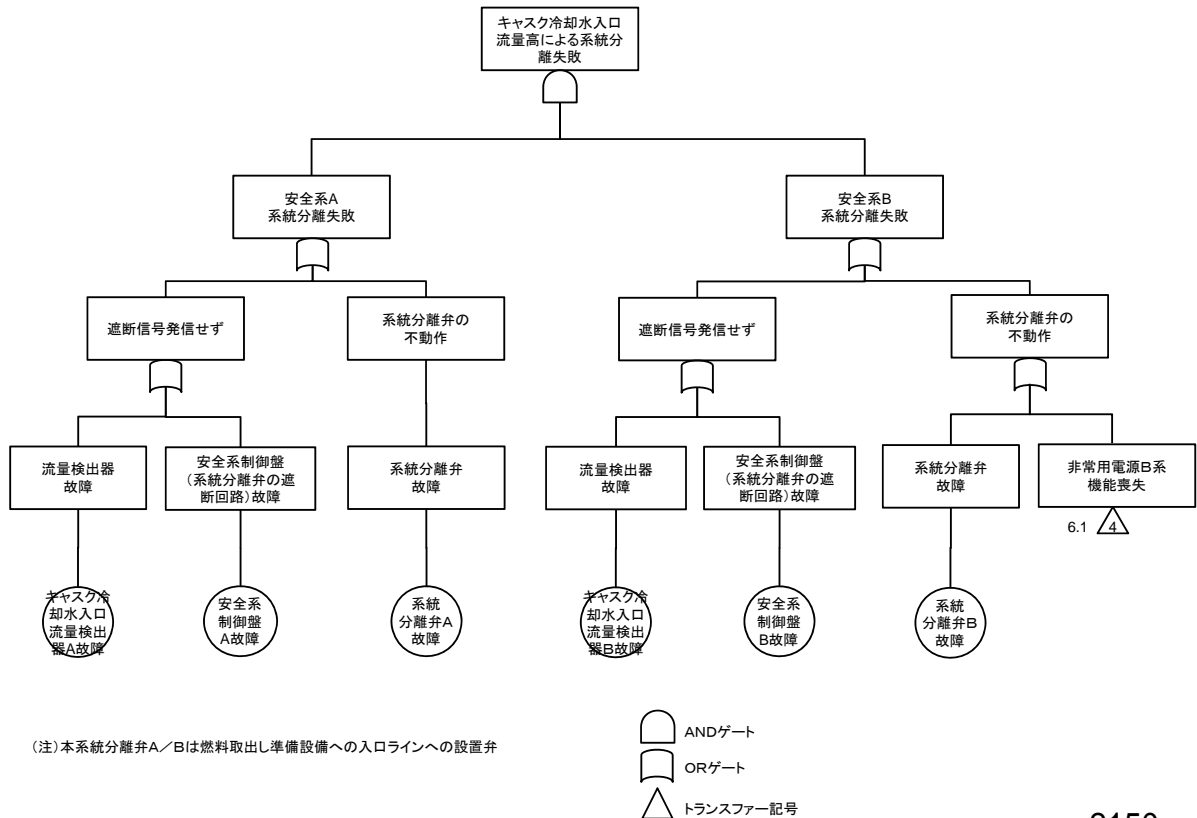 キャスク冷却水入口
流量高による系統分
離失敗
安全系A
系統分離失敗
安全系B
系統分離失敗
遮断信号発信せず
系統分離弁の
不動作
遮断信号発信せず
系統分離弁の
不動作
流量検出器
故障
安全系制御盤
(系統分離弁の遮
断回路)故障
系統分離弁
故障
流量検出器
故障
安全系制御盤
(系統分離弁の遮
断回路)故障
系統分離弁
故障
非常用電源B系
機能喪失
6.1 4
キャスク冷
却水入口
流量検出
器A故障
安全系
制御盤
A故障
系統
分離弁A
故障
キャスク冷
却水入口
流量検出
器B故障
安全系
制御盤
B故障
系統
分離弁B
故障
(注)本系統分離弁A/Bは燃料取出し準備設備への入口ラインへの設置弁
ANDゲート
ORゲート
トランスファー記号